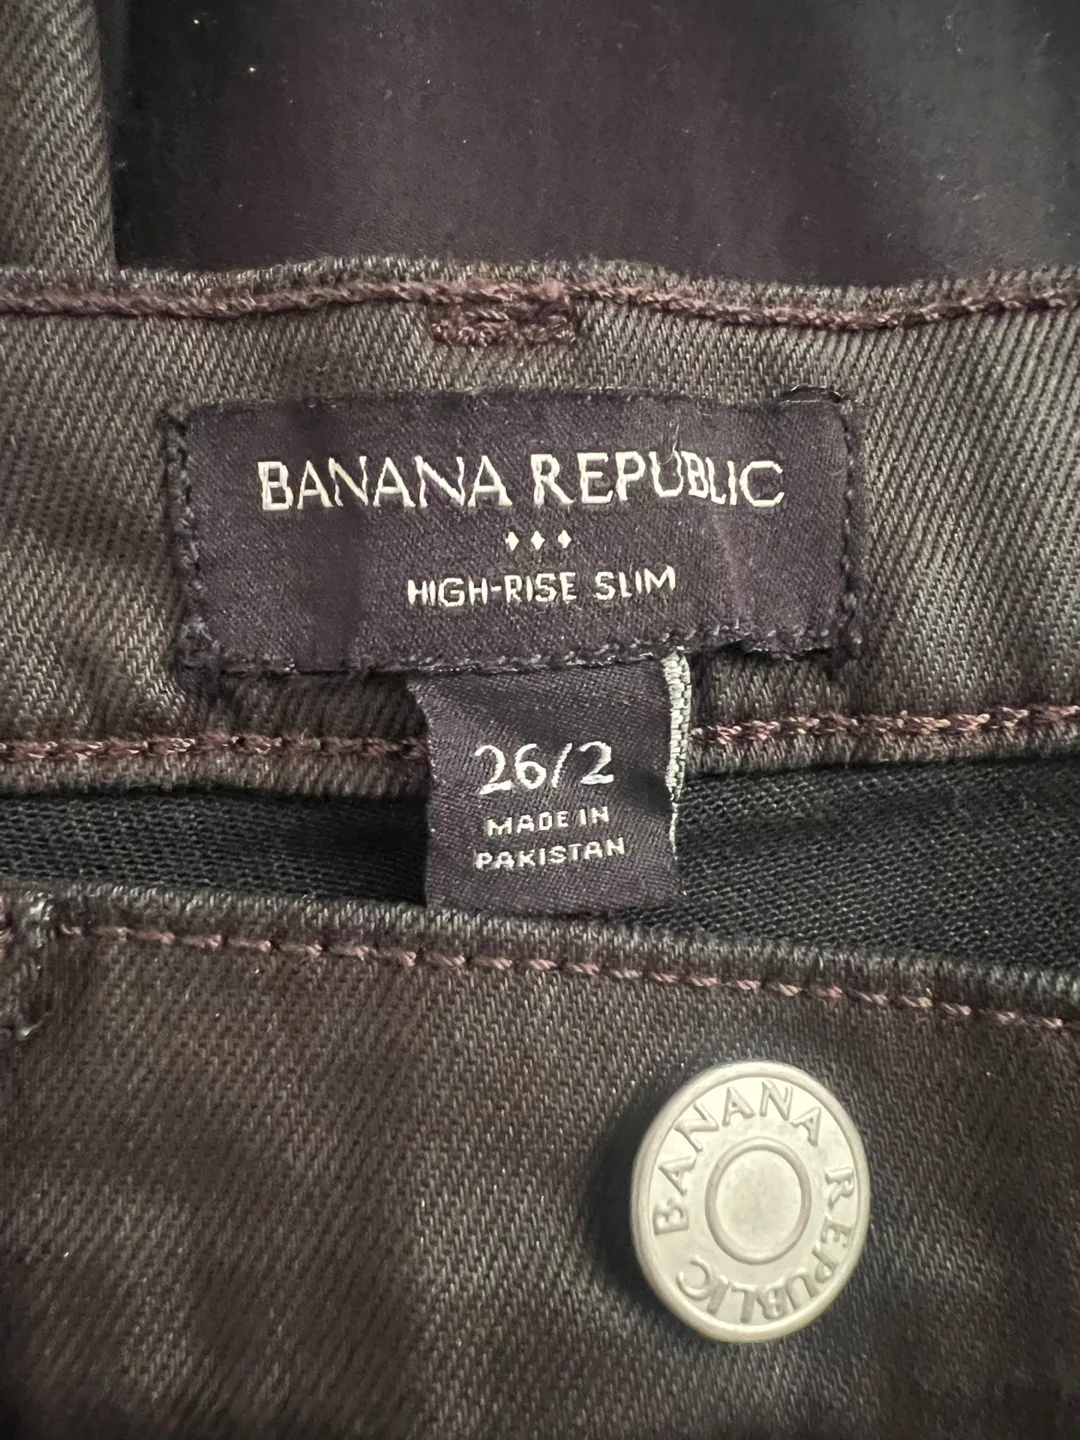 BANANA REPUBLIC
HIGH-RISE SLIM
26/2
MADE IN
PAKISTAN
BANANA REPUBLIC